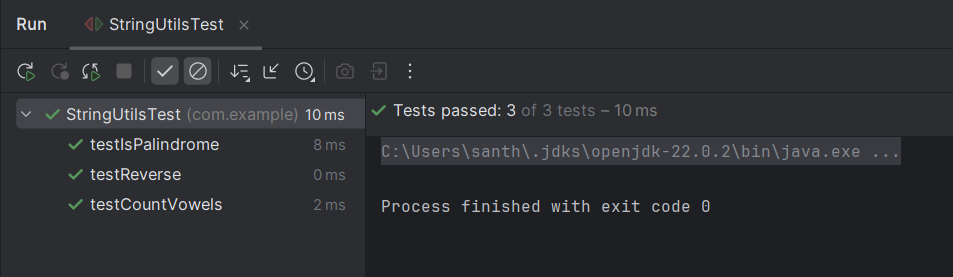 Run StringUtilsTest
StringUtilsTest (com.example) 10 ms
testIsPalindrome 8 ms
testReverse 0 ms
testCountVowels 2 ms
Tests passed: 3 of 3 tests – 10 ms
C:\Users\santh\.jdks\openjdk-22.0.2\bin\java.exe ...
Process finished with exit code 0